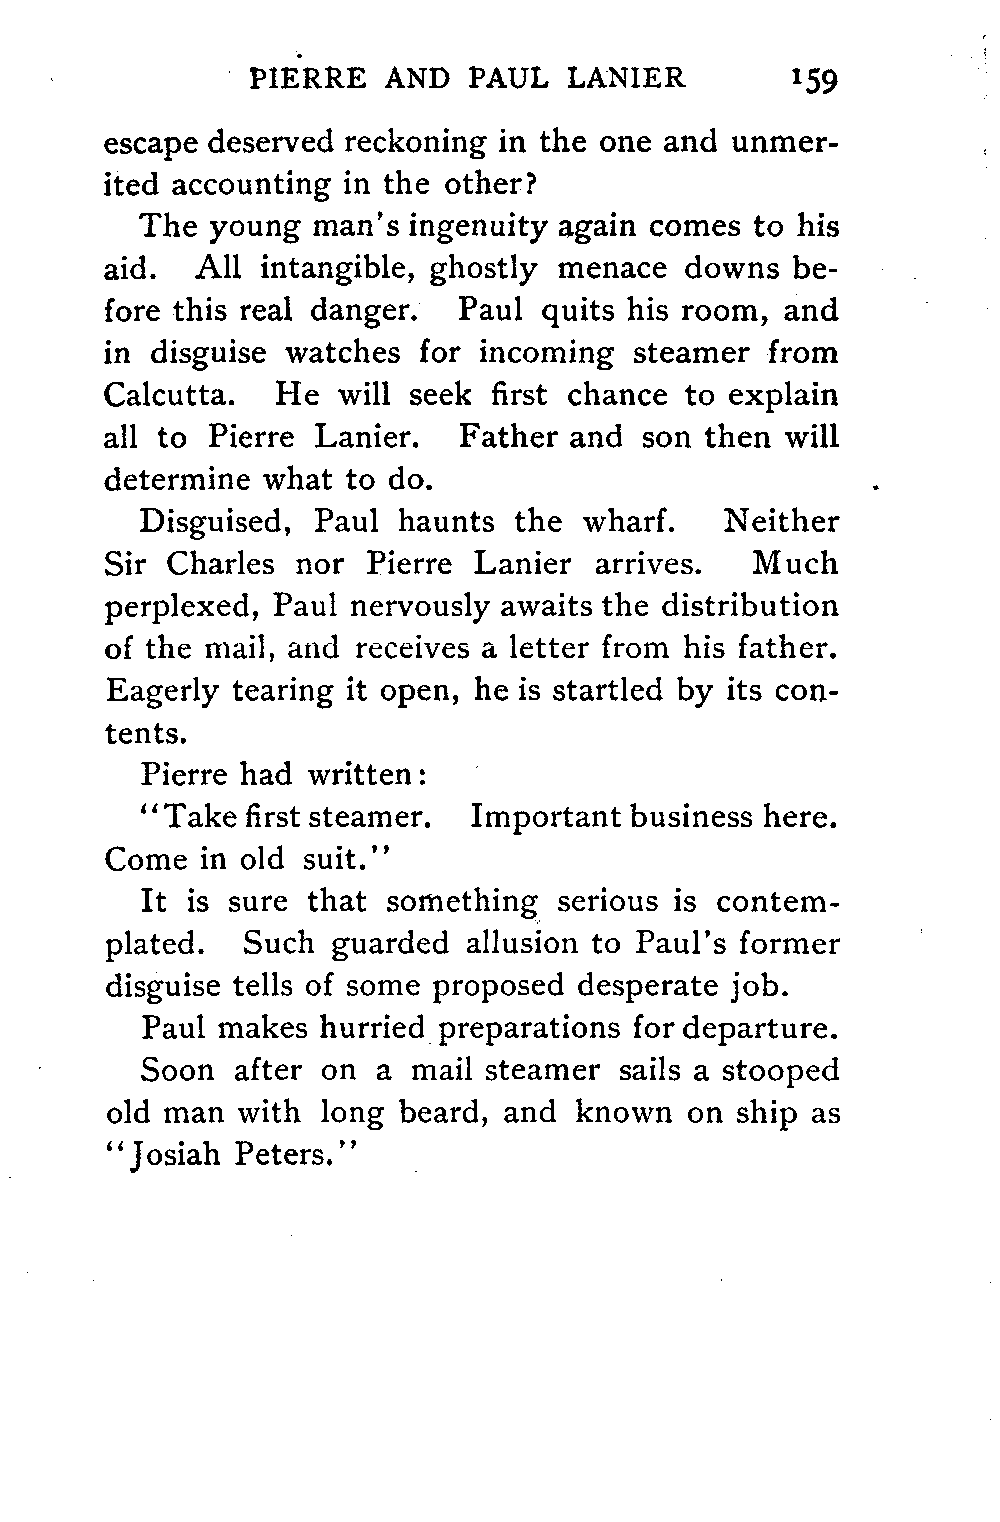 PIERRE AND PAUL LANIER 159
escape deserved reckoning in the one and unmer-
ited accounting in the other?
The young man's ingenuity again comes to his
aid. All intangible, ghostly menace downs be-
fore this real danger. Paul quits his room, and
in disguise watches for incoming steamer from
Calcutta. He will seek first chance to explain
all to Pierre Lanier. Father and son then will
determine what to do.
Disguised, Paul haunts the wharf. Neither
Sir Charles nor Pierre Lanier arrives. Much
perplexed, Paul nervously awaits the distribution
of the mail, and receives a letter from his father.
Eagerly tearing it open, he is startled by its con-
tents.
Pierre had written:
"Take first steamer. Important business here.
Come in old suit."
It is sure that something serious is contem-
plated. Such guarded allusion to Paul's former
disguise tells of some proposed desperate job.
Paul makes hurried preparations for departure.
Soon after on a mail steamer sails a stooped
old man with long beard, and known on ship as
"Josiah Peters."